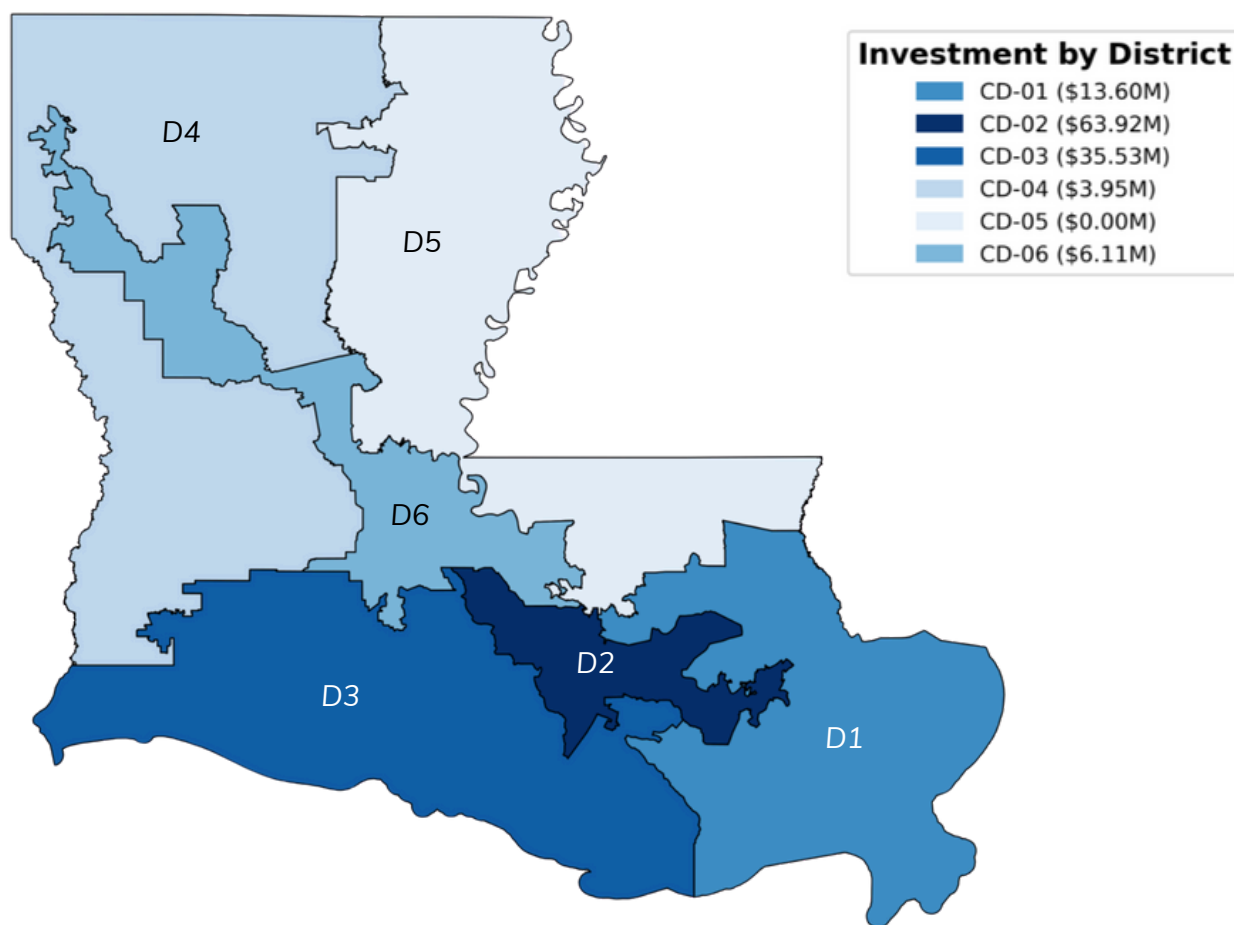 Investment by District
CD-01 ($13.60M)
CD-02 ($63.92M)
CD-03 ($35.53M)
CD-04 ($3.95M)
CD-05 ($0.00M)
CD-06 ($6.11M)
D4
D5
D6
D2
D3
D1